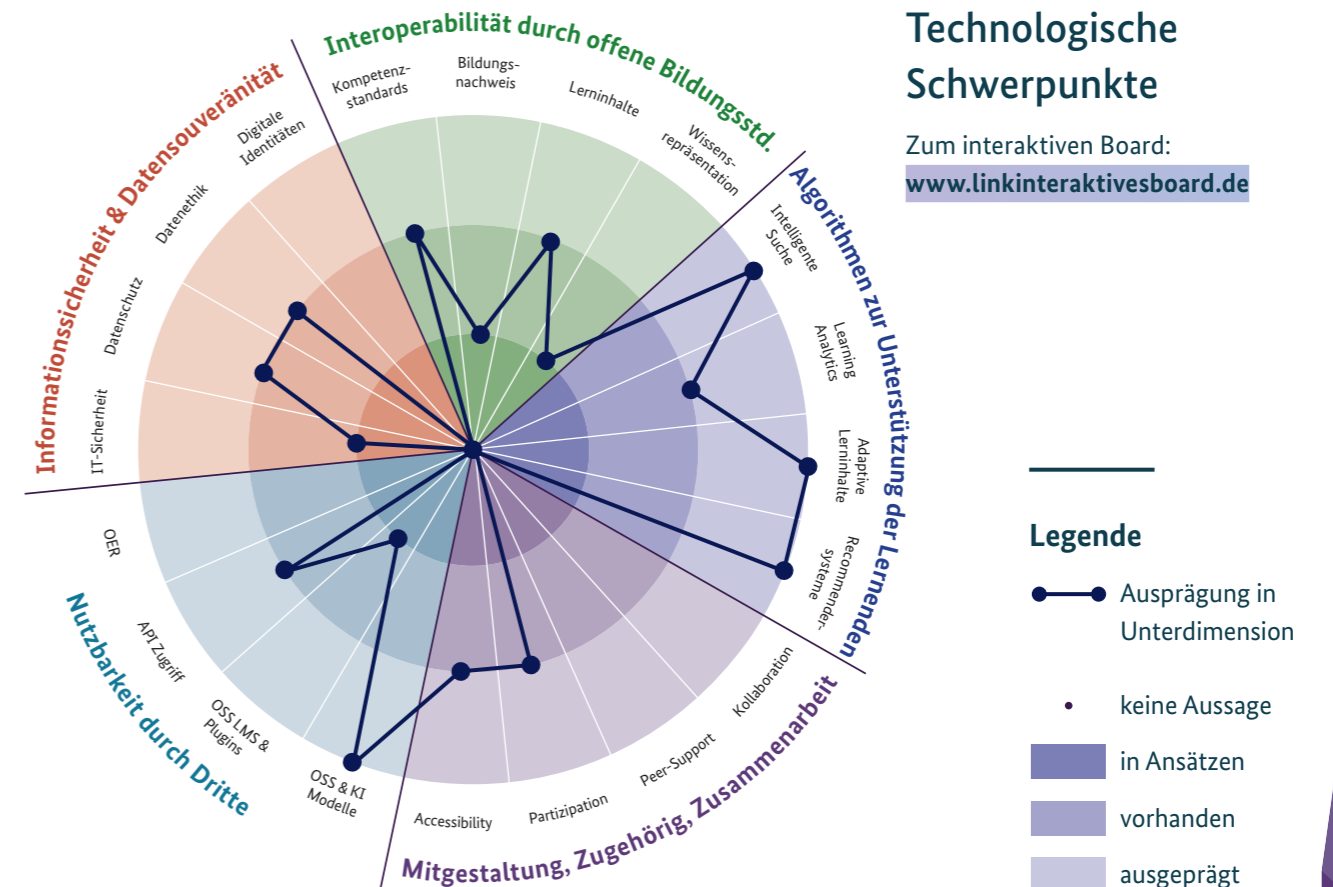 Technologische
Schwerpunkte
Zum interaktiven Board:
www.linkinteraktivesboard.de
Interoperabilität durch offene Bildungsstd.
Kompetenz-
standards
Bildungs-
nachweis
Lerninhalte
Wissens-
repräsentation
Algorithmen zur Unterstützung der Lernenden
Intelligente
Suche
Learning
Analytics
Adaptive
Lerninhalte
Recommender-
systeme
Mitgestaltung, Zugehörig, Zusammenarbeit
Kollaboration
Peer-Support
Partizipation
Accessibility
Nutzbarkeit durch Dritte
OSS & KI
Modelle
OSS LMS &
Plugins
API Zugriff
OER
Informationssicherheit & Datensouveränität
IT-Sicherheit
Datenschutz
Datenethik
Digitale
Identitäten
Legende
Ausprägung in
Unterdimension
keine Aussage
in Ansätzen
vorhanden
ausgeprägt